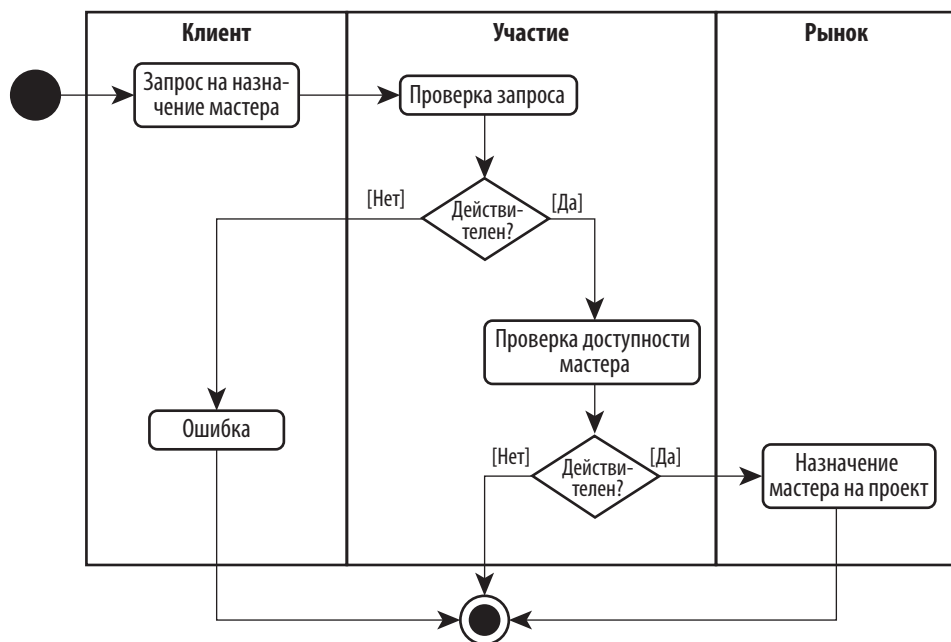 Клиент
Участие
Рынок
Запрос на назна-
чение мастера
Проверка запроса
[Нет]
Действи-
телен?
[Да]
Проверка доступности
мастера
Ошибка
[Нет]
Действи-
телен?
[Да]
Назначение
мастера на проект